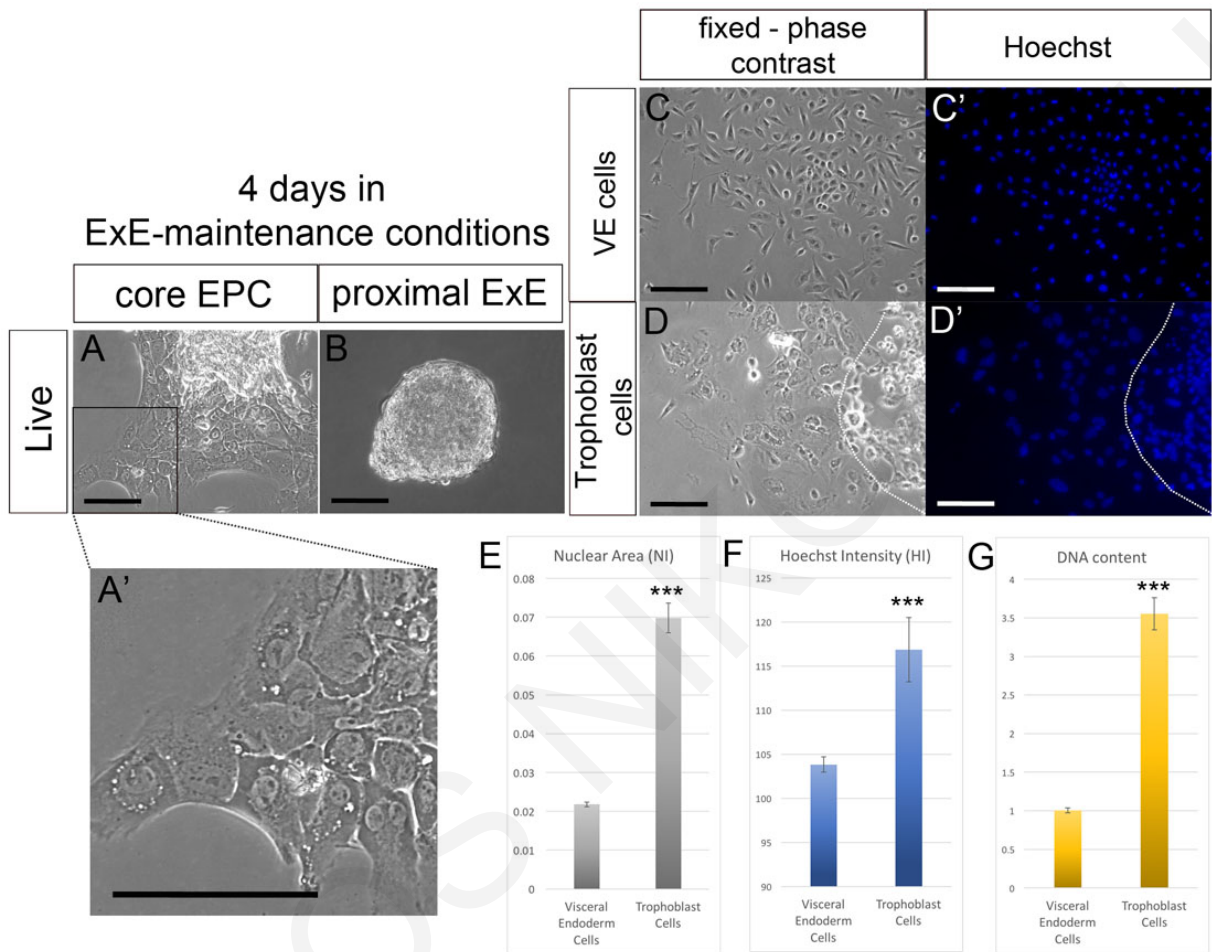 fixed - phase
contrast
Hoechst
4 days in
ExE-maintenance conditions
core EPC
proximal ExE
Live
VE cells
Trophoblast
cells
A
B
C
C’
D
D’
A’
E
Nuclear Area (NI)
0.08
0.07
0.06
0.05
0.04
0.03
0.02
0.01
0
***
Visceral
Endoderm
Cells
Trophoblast
Cells
F
Hoechst Intensity (HI)
125
120
115
110
105
100
95
90
***
Visceral
Endoderm
Cells
Trophoblast
Cells
G
DNA content
4
3.5
3
2.5
2
1.5
1
0.5
0
***
Visceral
Endoderm
Cells
Trophoblast
Cells